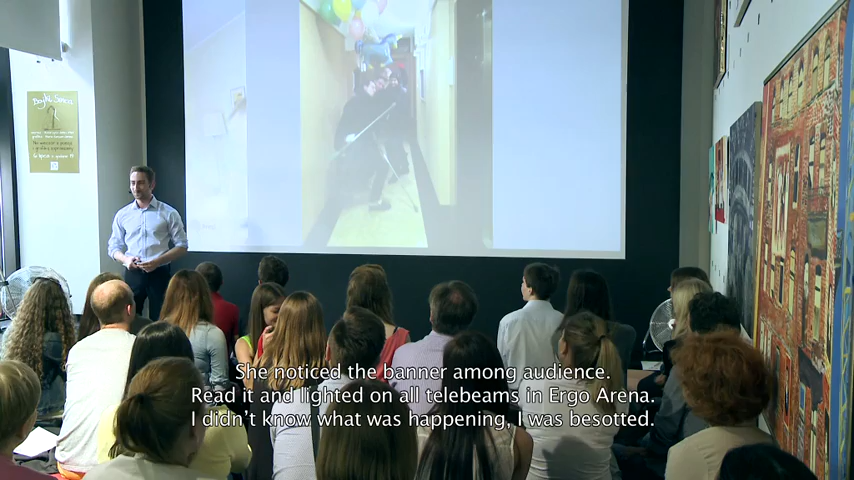 She noticed the banner among audience.
Read it and lighted on all telebeams in Ergo Arena.
I didn't know what was happening, I was besotted.